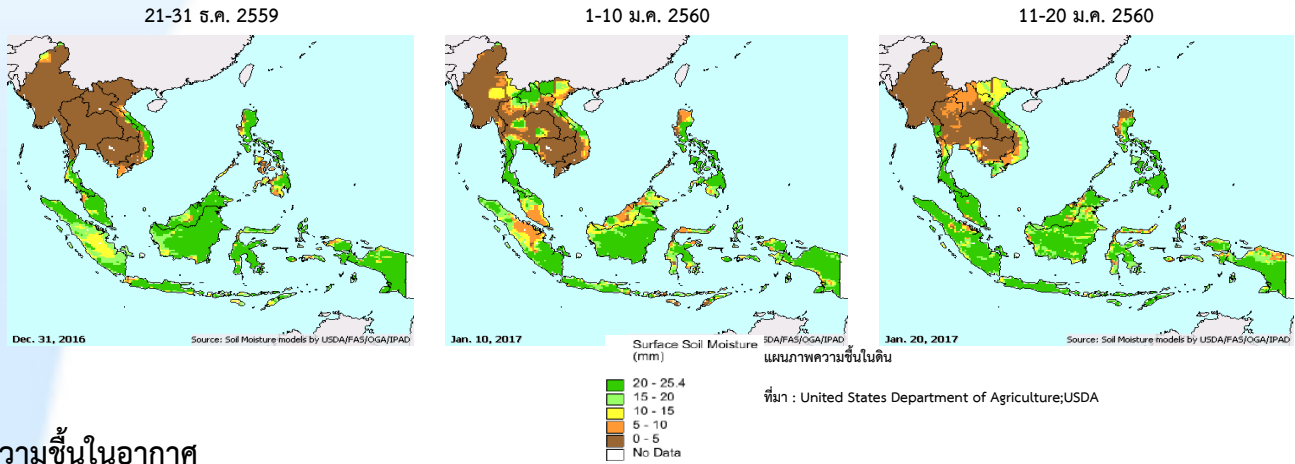 21-31 ธ.ค. 2559
1-10 ม.ค. 2560
11-20 ม.ค. 2560
Dec. 31, 2016
Source: Soil Moisture models by USDA/FAS/OGA/IPAD
Jan. 10, 2017
SDA/FAS/OGA/IPAD
Jan. 20, 2017
Source: Soil Moisture models by USDA/FAS/OGA/IPAD
Surface Soil Moisture
(mm)
20 - 25.4
15 - 20
10 - 15
5 - 10
0 - 5
No Data
แผนภาพความชื้นในดิน
ที่มา : United States Department of Agriculture;USDA
วามชื้นในอากาศ